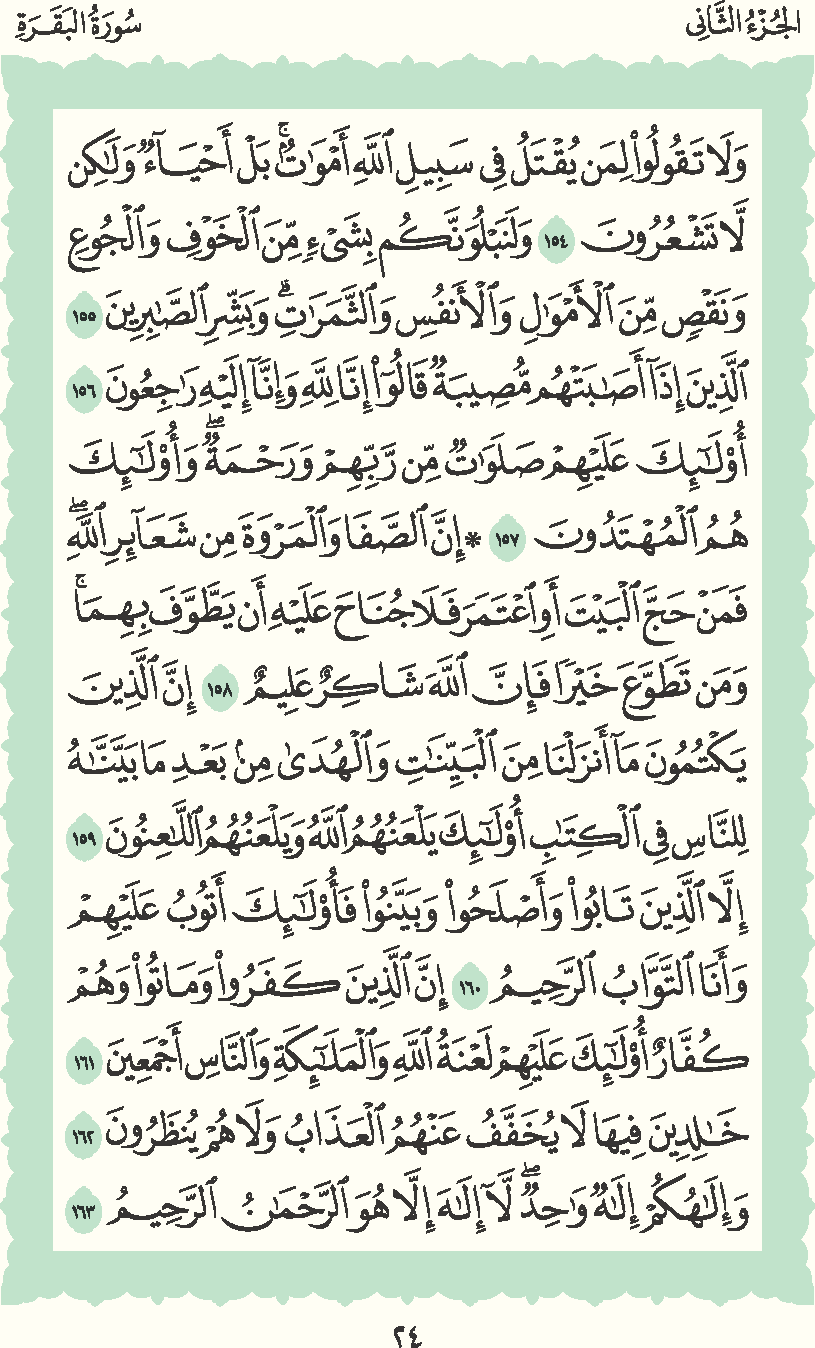 الجُزْءُ الثَّانِي
سُورَةُ البَقَرَةِ
وَلَا تَقُولُوا۟ لِمَن يُقْتَلُ فِى سَبِيلِ ٱللَّهِ أَمْوَٰتٌۢ ۚ بَلْ أَحْيَآءٌ وَلَٰكِن
لَّا تَشْعُرُونَ ١٥٤ وَلَنَبْلُوَنَّكُم بِشَىْءٍ مِّنَ ٱلْخَوْفِ وَٱلْجُوعِ
وَنَقْصٍ مِّنَ ٱلْأَمْوَٰلِ وَٱلْأَنفُسِ وَٱلثَّمَرَٰتِ ۗ وَبَشِّرِ ٱلصَّٰبِرِينَ ١٥٥
ٱلَّذِينَ إِذَآ أَصَٰبَتْهُم مُّصِيبَةٌ قَالُوٓا۟ إِنَّا لِلَّهِ وَإِنَّآ إِلَيْهِ رَٰجِعُونَ ١٥٦
أُو۟لَٰٓئِكَ عَلَيْهِمْ صَلَوَٰتٌ مِّن رَّبِّهِمْ وَرَحْمَةٌ ۖ وَأُو۟لَٰٓئِكَ
هُمُ ٱلْمُهْتَدُونَ ١٥٧ * إِنَّ ٱلصَّفَا وَٱلْمَرْوَةَ مِن شَعَآئِرِ ٱللَّهِ ۖ
فَمَنْ حَجَّ ٱلْبَيْتَ أَوِ ٱعْتَمَرَ فَلَا جُنَاحَ عَلَيْهِ أَن يَطَّوَّفَ بِهِمَا ۚ
وَمَن تَطَوَّعَ خَيْرًا فَإِنَّ ٱللَّهَ شَاكِرٌ عَلِيمٌ ١٥٨ إِنَّ ٱلَّذِينَ
يَكْتُمُونَ مَآ أَنزَلْنَا مِنَ ٱلْبَيِّنَٰتِ وَٱلْهُدَىٰ مِنۢ بَعْدِ مَا بَيَّنَّٰهُ
لِلنَّاسِ فِى ٱلْكِتَٰبِ أُو۟لَٰٓئِكَ يَلْعَنُهُمُ ٱللَّهُ وَيَلْعَنُهُمُ ٱللَّٰعِنُونَ ١٥٩
إِلَّا ٱلَّذِينَ تَابُوا۟ وَأَصْلَحُوا۟ وَبَيَّنُوا۟ فَأُو۟لَٰٓئِكَ أَتُوبُ عَلَيْهِمْ
وَأَنَا ٱلتَّوَّابُ ٱلرَّحِيمُ ١٦٠ إِنَّ ٱلَّذِينَ كَفَرُوا۟ وَمَاتُوا۟ وَهُمْ
كُفَّارٌ أُو۟لَٰٓئِكَ عَلَيْهِمْ لَعْنَةُ ٱللَّهِ وَٱلْمَلَٰٓئِكَةِ وَٱلنَّاسِ أَجْمَعِينَ ١٦١
خَٰلِدِينَ فِيهَا لَا يُخَفَّفُ عَنْهُمُ ٱلْعَذَابُ وَلَا هُمْ يُنظَرُونَ ١٦٢
وَإِلَٰهُكُمْ إِلَٰهٌ وَٰحِدٌ ۖ لَّآ إِلَٰهَ إِلَّا هُوَ ٱلرَّحْمَٰنُ ٱلرَّحِيمُ ١٦٣
٢٤